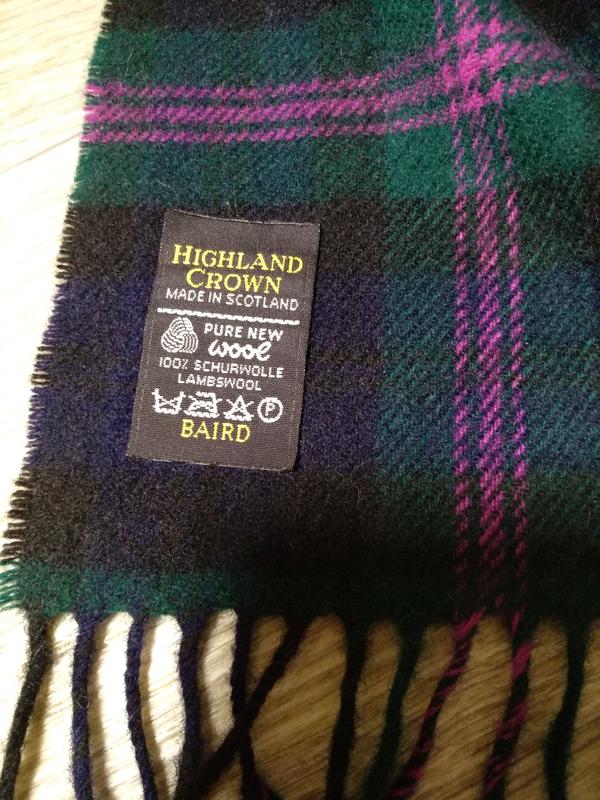 HIGHLAND
CROWN
MADE IN SCOTLAND
PURE NEW
wool
100% SCHURWOLLE
LAMBSWOOL
P
BAIRD